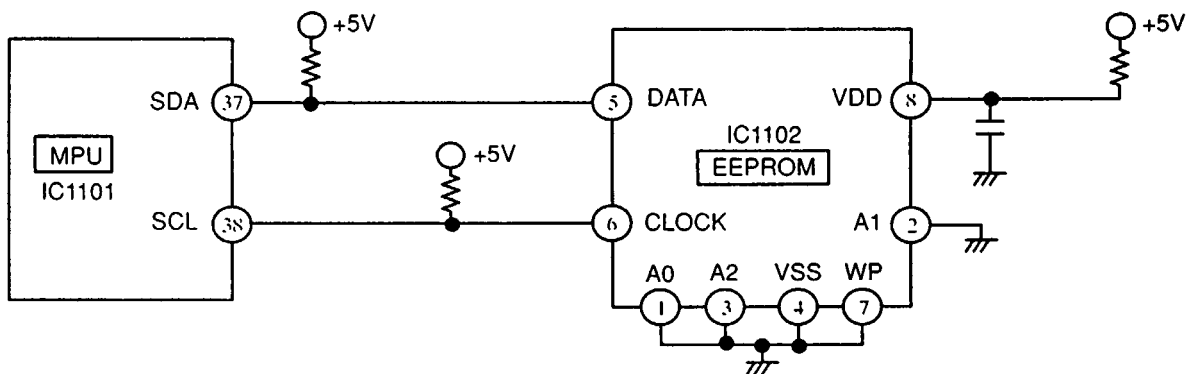 +5V
+5V
SDA
37
5
DATA
VDD
8
MPU
IC1101
+5V
IC1102
EEPROM
SCL
38
6
CLOCK
A1
2
A0
A2
VSS
WP
1
3
4
7